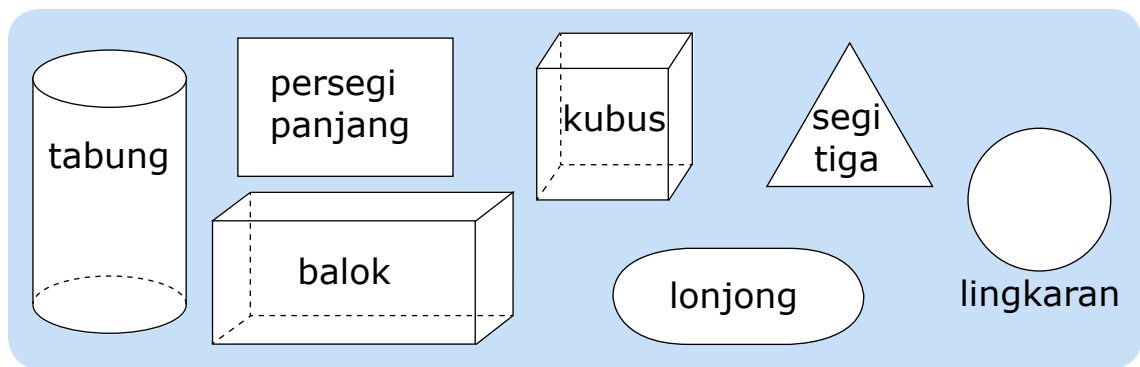 tabung
persegi
panjang
kubus
segi
tiga
balok
lonjong
lingkaran